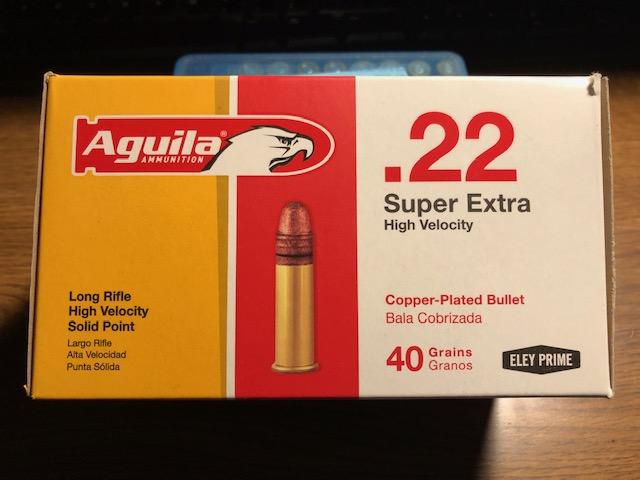 Aguila®
AMMUNITION
.22
Super Extra
High Velocity
Long Rifle
High Velocity
Solid Point
Largo Rifle
Alta Velocidad
Punta Sólida
Copper-Plated Bullet
Bala Cobrizada
40 Grains
Granos
ELEY PRIME